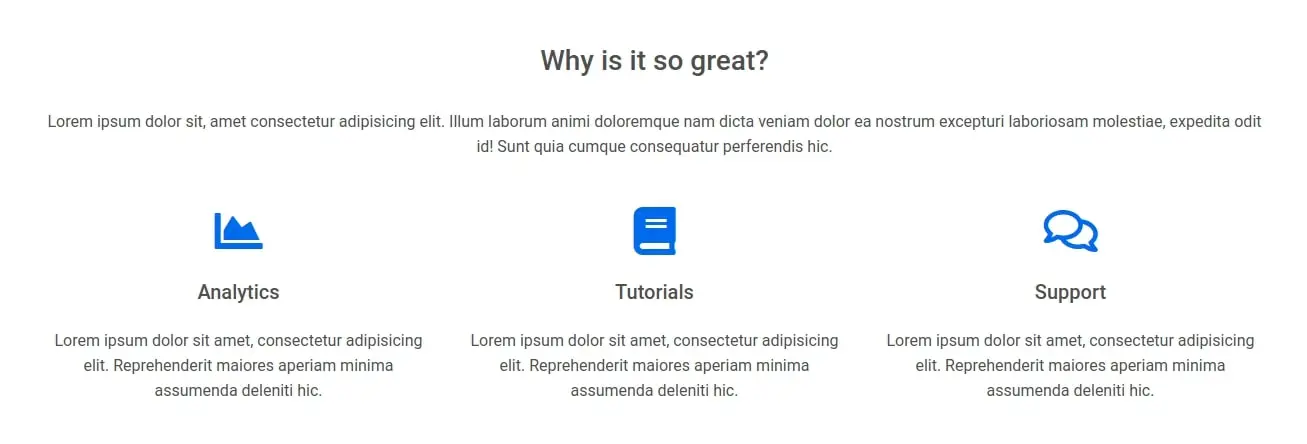 Why is it so great?
Lorem ipsum dolor sit, amet consectetur adipisicing elit. Illum laborum animi doloremque nam dicta veniam dolor ea nostrum excepturi laboriosam molestiae, expedita odit
id! Sunt quia cumque consequatur perferendis hic.
Analytics
Lorem ipsum dolor sit amet, consectetur adipisicing
elit. Reprehenderit maiores aperiam minima
assumenda deleniti hic.
Tutorials
Lorem ipsum dolor sit amet, consectetur adipisicing
elit. Reprehenderit maiores aperiam minima
assumenda deleniti hic.
Support
Lorem ipsum dolor sit amet, consectetur adipisicing
elit. Reprehenderit maiores aperiam minima
assumenda deleniti hic.